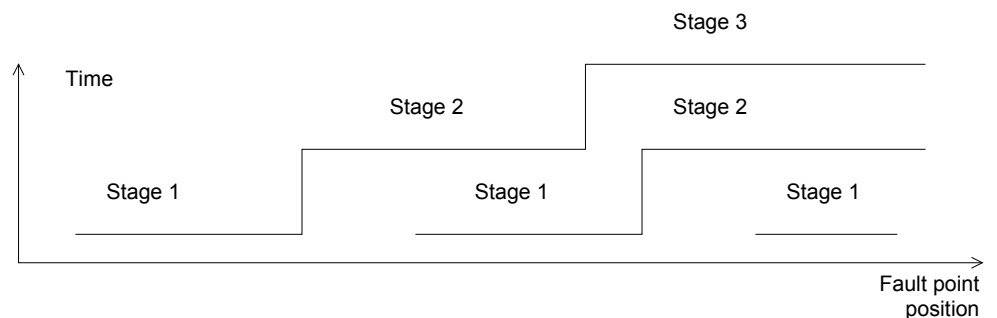 Stage 3
Time
Stage 2
Stage 2
Stage 1
Stage 1
Stage 1
Fault point
position